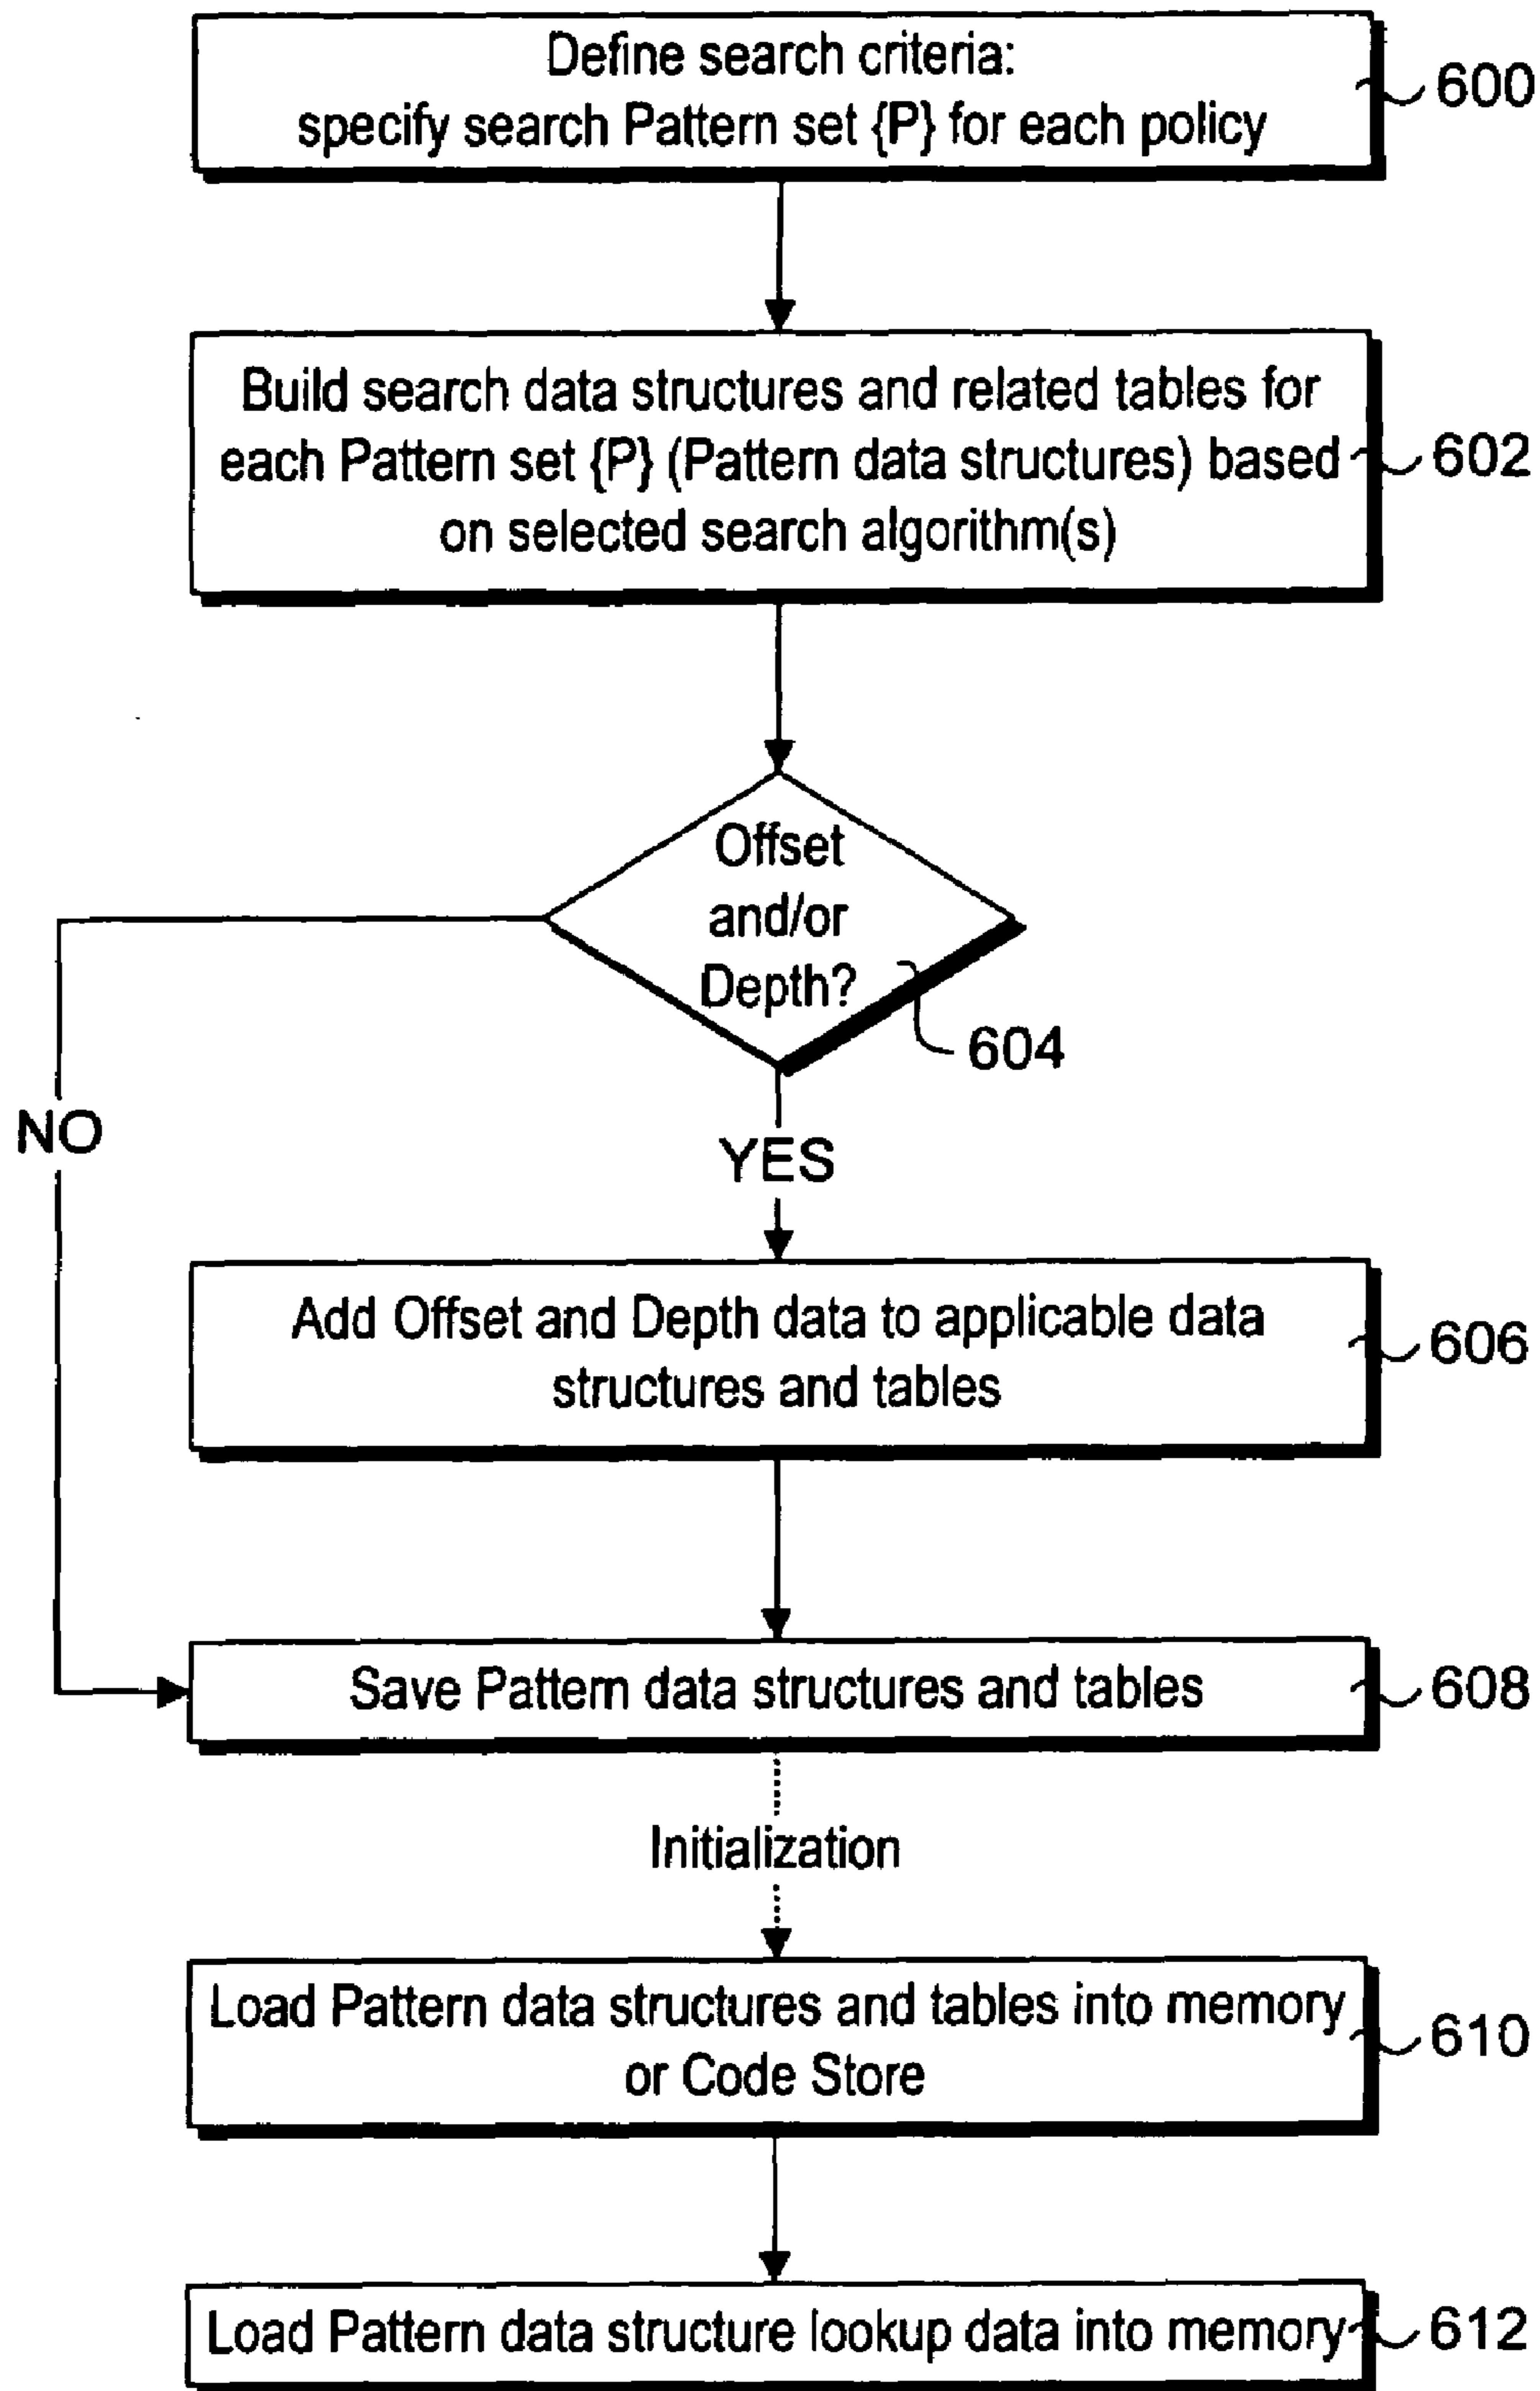 Define search criteria:
specify search Pattern set {P} for each policy
600
Build search data structures and related tables for
each Pattern set {P} (Pattern data structures) based
on selected search algorithm(s)
602
Offset
and/or
Depth?
604
NO
YES
Add Offset and Depth data to applicable data
structures and tables
606
Save Pattern data structures and tables
608
Initialization
Load Pattern data structures and tables into memory
or Code Store
610
Load Pattern data structure lookup data into memory
612